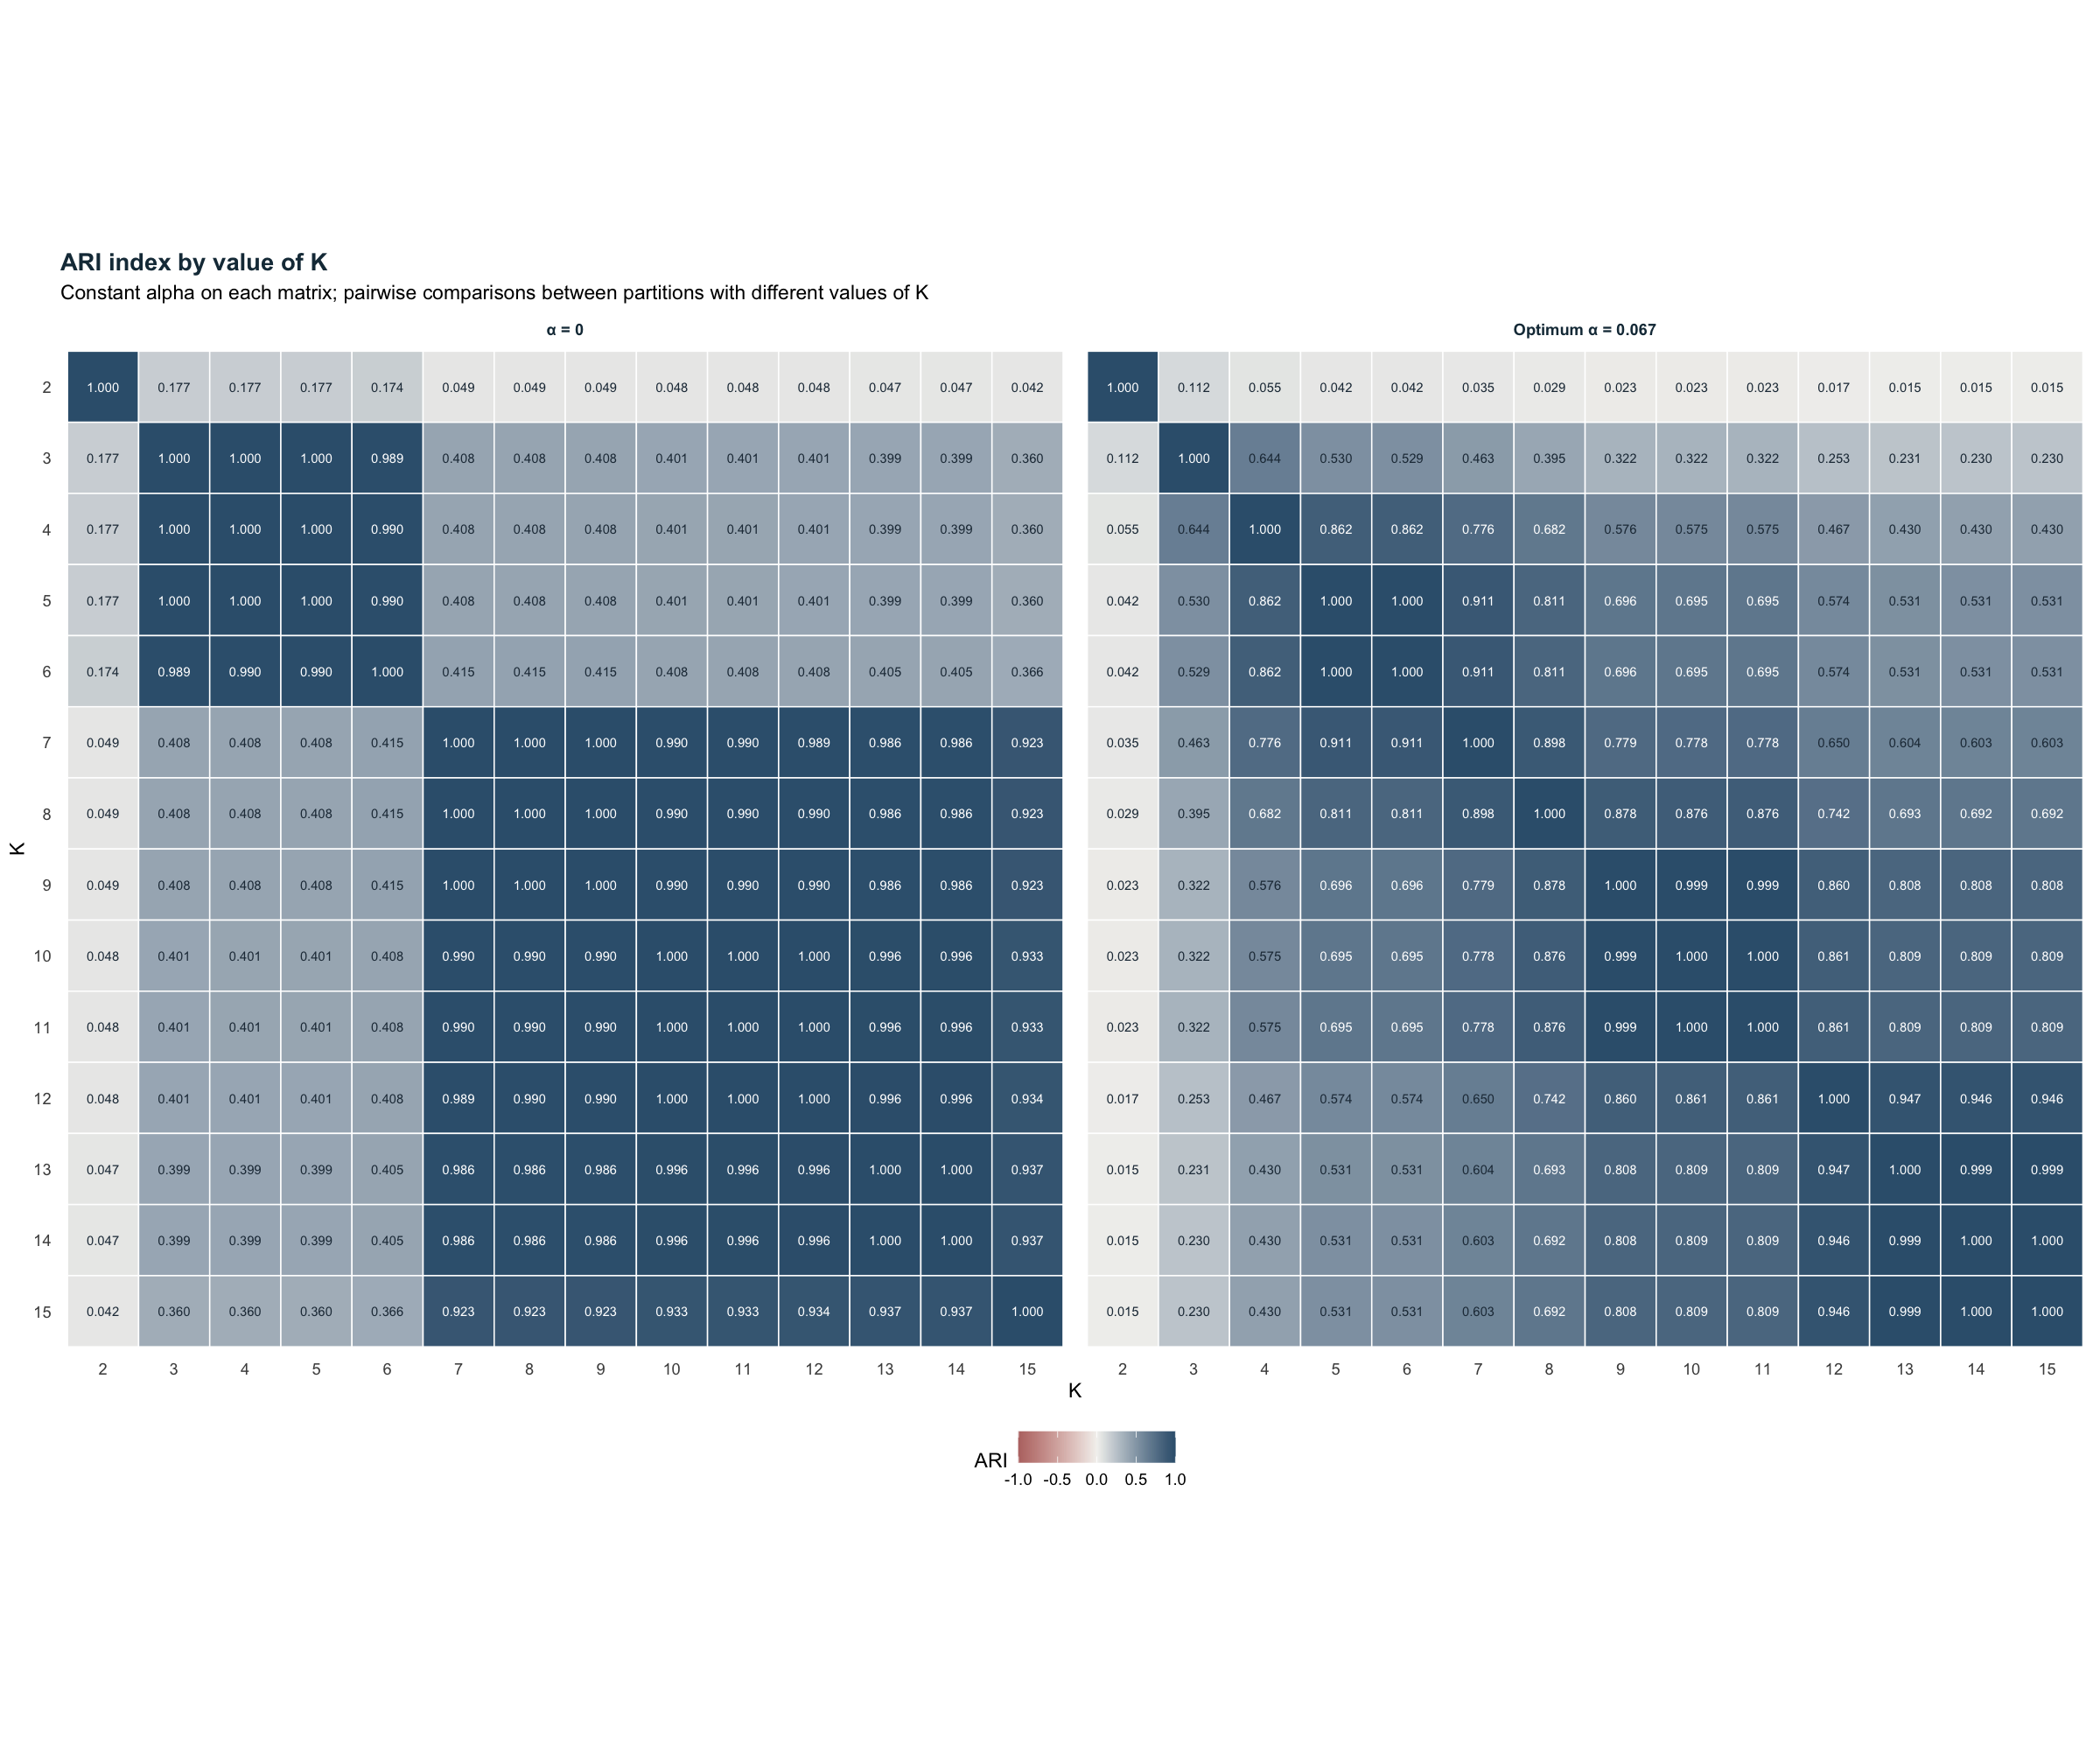 ARI index by value of K
Constant alpha on each matrix; pairwise comparisons between partitions with different values of K
α = 0 Optimum α = 0.067
2 1.000 0.177 0.177 0.177 0.174 0.049 0.049 0.049 0.048 0.048 0.048 0.047 0.047 0.042 1.000 0.112 0.055 0.042 0.042 0.035 0.029 0.023 0.023 0.023 0.017 0.015 0.015 0.015
3 0.177 1.000 1.000 1.000 0.989 0.408 0.408 0.408 0.401 0.401 0.401 0.399 0.399 0.360 0.112 1.000 0.644 0.530 0.529 0.463 0.395 0.322 0.322 0.322 0.253 0.231 0.230 0.230
4 0.177 1.000 1.000 1.000 0.990 0.408 0.408 0.408 0.401 0.401 0.401 0.399 0.399 0.360 0.055 0.644 1.000 0.862 0.862 0.776 0.682 0.576 0.575 0.575 0.467 0.430 0.430 0.430
5 0.177 1.000 1.000 1.000 0.990 0.408 0.408 0.408 0.401 0.401 0.401 0.399 0.399 0.360 0.042 0.530 0.862 1.000 1.000 0.911 0.811 0.696 0.695 0.695 0.574 0.531 0.531 0.531
6 0.174 0.989 0.990 0.990 1.000 0.415 0.415 0.415 0.408 0.408 0.408 0.405 0.405 0.366 0.042 0.529 0.862 1.000 1.000 0.911 0.811 0.696 0.695 0.695 0.574 0.531 0.531 0.531
7 0.049 0.408 0.408 0.408 0.415 1.000 1.000 1.000 0.990 0.990 0.989 0.986 0.986 0.923 0.035 0.463 0.776 0.911 0.911 1.000 0.898 0.779 0.778 0.778 0.650 0.604 0.603 0.603
8 0.049 0.408 0.408 0.408 0.415 1.000 1.000 1.000 0.990 0.990 0.990 0.986 0.986 0.923 0.029 0.395 0.682 0.811 0.811 0.898 1.000 0.878 0.876 0.876 0.742 0.693 0.692 0.692
K
9 0.049 0.408 0.408 0.408 0.415 1.000 1.000 1.000 0.990 0.990 0.990 0.986 0.986 0.923 0.023 0.322 0.576 0.696 0.696 0.779 0.878 1.000 0.999 0.999 0.860 0.808 0.808 0.808
10 0.048 0.401 0.401 0.401 0.408 0.990 0.990 0.990 1.000 1.000 1.000 0.996 0.996 0.933 0.023 0.322 0.575 0.695 0.695 0.778 0.876 0.999 1.000 1.000 0.861 0.809 0.809 0.809
11 0.048 0.401 0.401 0.401 0.408 0.990 0.990 0.990 1.000 1.000 1.000 0.996 0.996 0.933 0.023 0.322 0.575 0.695 0.695 0.778 0.876 0.999 1.000 1.000 0.861 0.809 0.809 0.809
12 0.048 0.401 0.401 0.401 0.408 0.989 0.990 0.990 1.000 1.000 1.000 0.996 0.996 0.934 0.017 0.253 0.467 0.574 0.574 0.650 0.742 0.860 0.861 0.861 1.000 0.947 0.946 0.946
13 0.047 0.399 0.399 0.399 0.405 0.986 0.986 0.986 0.996 0.996 0.996 1.000 1.000 0.937 0.015 0.231 0.430 0.531 0.531 0.604 0.693 0.808 0.809 0.809 0.947 1.000 0.999 0.999
14 0.047 0.399 0.399 0.399 0.405 0.986 0.986 0.986 0.996 0.996 0.996 1.000 1.000 0.937 0.015 0.230 0.430 0.531 0.531 0.603 0.692 0.808 0.809 0.809 0.946 0.999 1.000 1.000
15 0.042 0.360 0.360 0.360 0.366 0.923 0.923 0.923 0.933 0.933 0.934 0.937 0.937 1.000 0.015 0.230 0.430 0.531 0.531 0.603 0.692 0.808 0.809 0.809 0.946 0.999 1.000 1.000
2 3 4 5 6 7 8 9 10 11 12 13 14 15 2 3 4 5 6 7 8 9 10 11 12 13 14 15
K
ARI
-1.0 -0.5 0.0 0.5 1.0